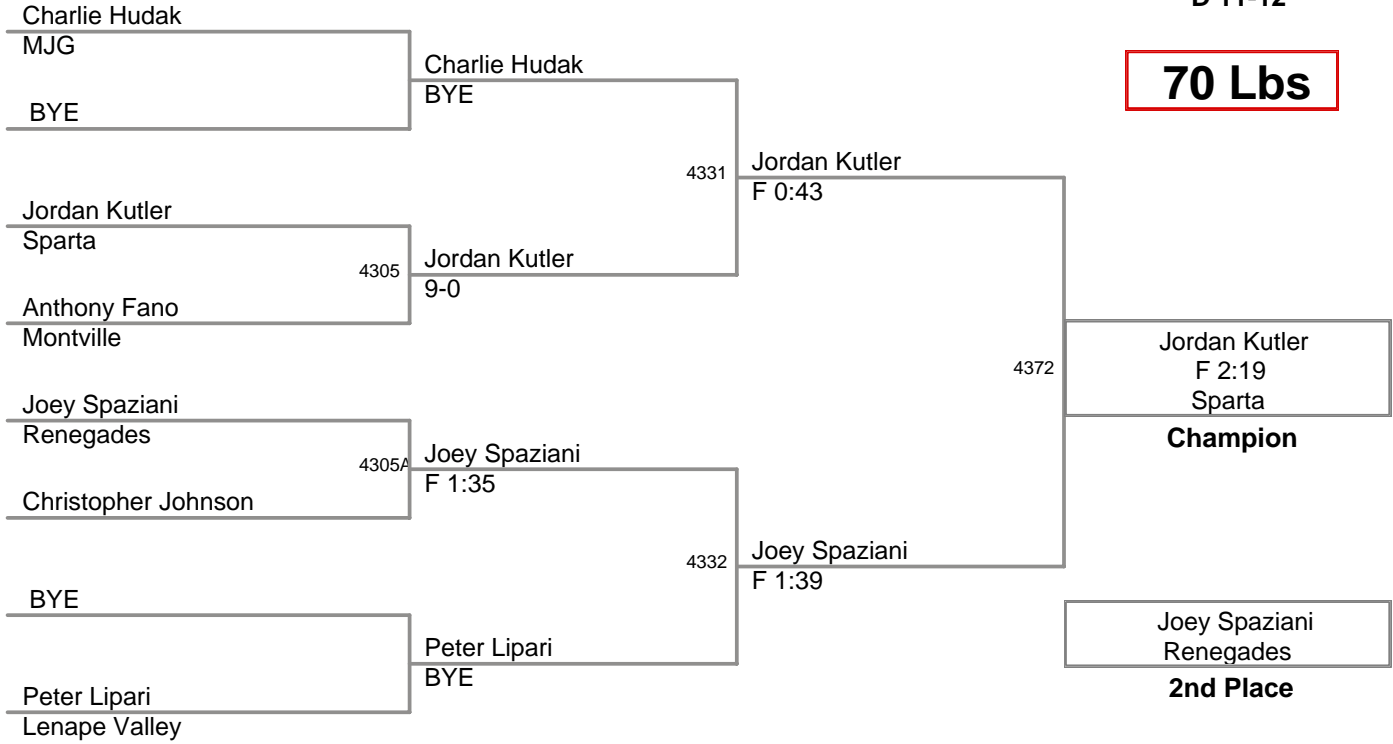 D 11-12
70 Lbs
Charlie Hudak
MJG
BYE
Jordan Kutler
Sparta
Anthony Fano
Montville
Joey Spaziani
Renegades
Christopher Johnson
BYE
Peter Lipari
Lenape Valley
Charlie Hudak
BYE
4305
Jordan Kutler
9-0
4305A
Joey Spaziani
F 1:35
Peter Lipari
BYE
4331
Jordan Kutler
F 0:43
4332
Joey Spaziani
F 1:39
4372
Jordan Kutler
F 2:19
Sparta
Champion
Joey Spaziani
Renegades
2nd Place